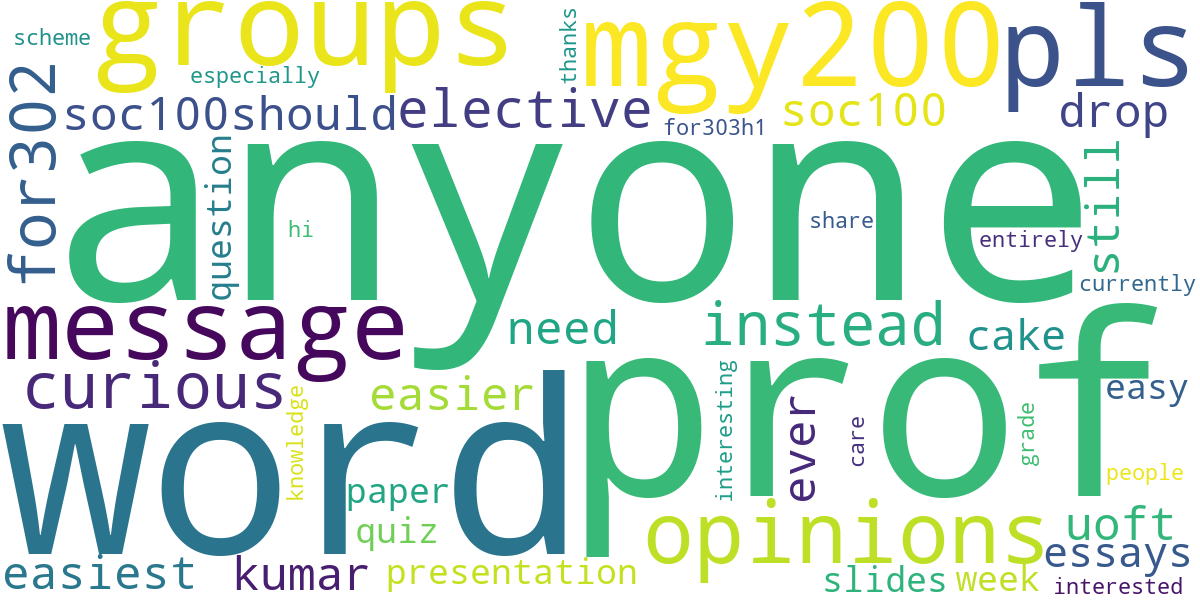 scheme
groups
mgy200
pls
thanks
especially
for302
soc100should
elective
for303h1
soc100
drop
anyone
question
hi
share
entirely
still
currently
message
need
instead
cake
curious
easier
prof
easy
word
knowledge
interesting
ever
care
grade
people
paper
quiz
opinions
uoft
essays
easiest
kumar
presentation
slides
week
interested